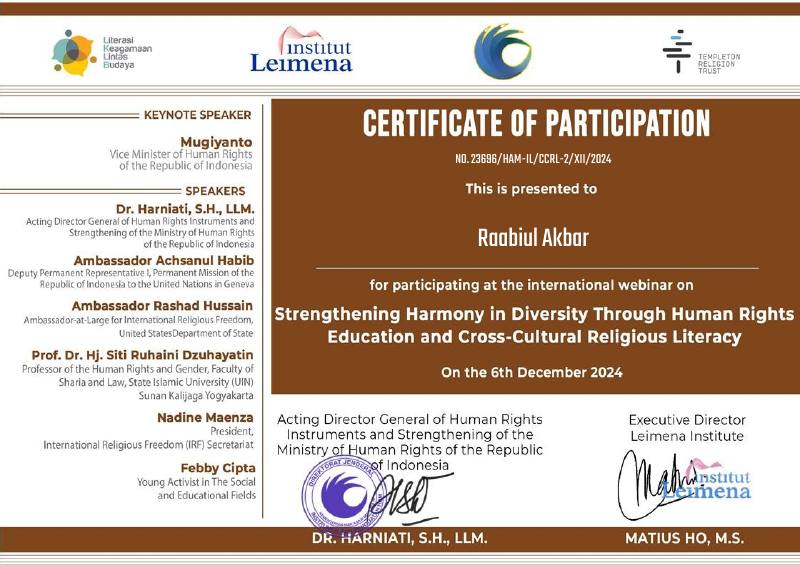 Literasi
Keagamaan
Lintas
Budaya
institut
Leimena
TEMPLETON
RELIGION
TRUST
KEYNOTE SPEAKER
Mugiyanto
Vice Minister of Human Rights
of the Republic of Indonesia
SPEAKERS
Dr. Harniati, S.H., LLM.
Acting Director General of Human Rights Instruments and
Strengthening of the Ministry of Human Rights
of the Republic of Indonesia
Ambassador Achsanul Habib
Deputy Permanent Representative I, Permanent Mission of the
Republic of Indonesia to the United Nations in Geneva
Ambassador Rashad Hussain
Ambassador-at-Large for International Religious Freedom,
United StatesDepartment of State
Prof. Dr. Hj. Siti Ruhaini Dzuhayatin
Professor of the Human Rights and Gender, Faculty of
Sharia and Law, State Islamic University (UIN)
Sunan Kalijaga Yogyakarta
Nadine Maenza
President,
International Religious Freedom (IRF) Secretariat
Febby Cipta
Young Activist in The Social
and Educational Fields
CERTIFICATE OF PARTICIPATION
NO. 23696/HAM-IL/CCRL-2/XII/2024
This is presented to
Raabiul Akbar
for participating at the international webinar on
Strengthening Harmony in Diversity Through Human Rights
Education and Cross-Cultural Religious Literacy
On the 6th December 2024
Acting Director General of Human Rights
Instruments and Strengthening of the
Ministry of Human Rights of the Republic
of Indonesia
DIREKTORAT JENDERAL
DR. HARNIATI, S.H., LLM.
Executive Director
Leimena Institute
institut
Leimena
MATIUS HO, M.S.